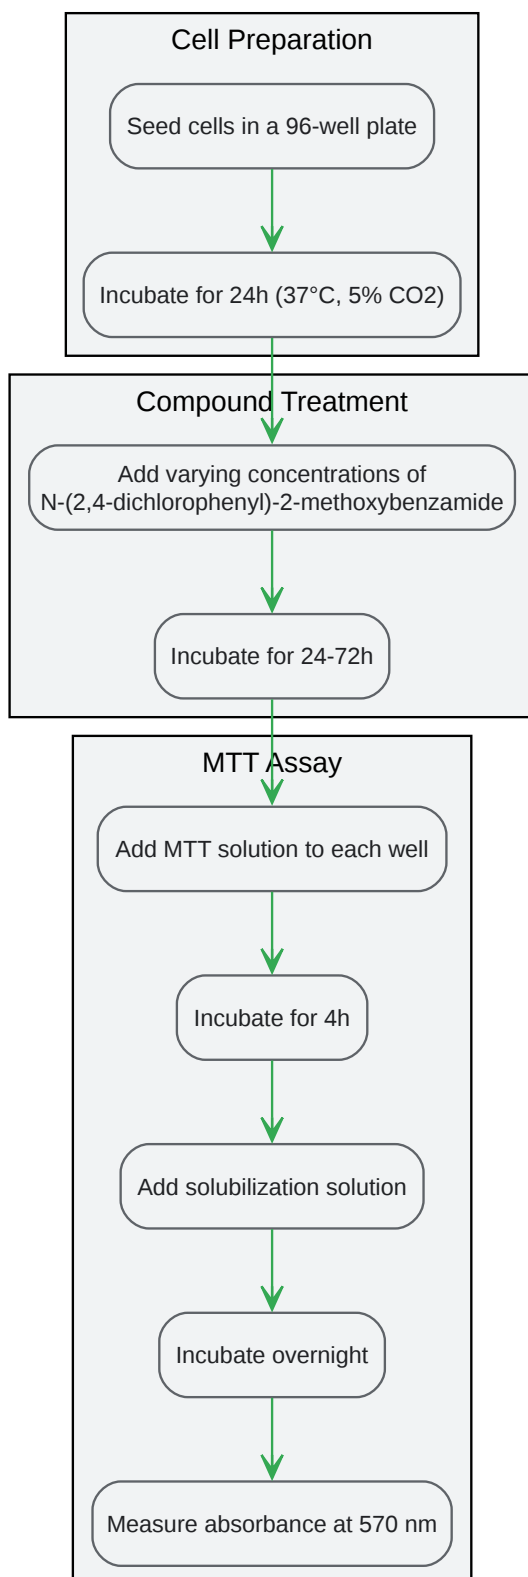 Cell Preparation
Seed cells in a 96-well plate
Incubate for 24h (37°C, 5% CO2)
Compound Treatment
Add varying concentrations of
N-(2,4-dichlorophenyl)-2-methoxybenzamide
Incubate for 24-72h
MTT Assay
Add MTT solution to each well
Incubate for 4h
Add solubilization solution
Incubate overnight
Measure absorbance at 570 nm